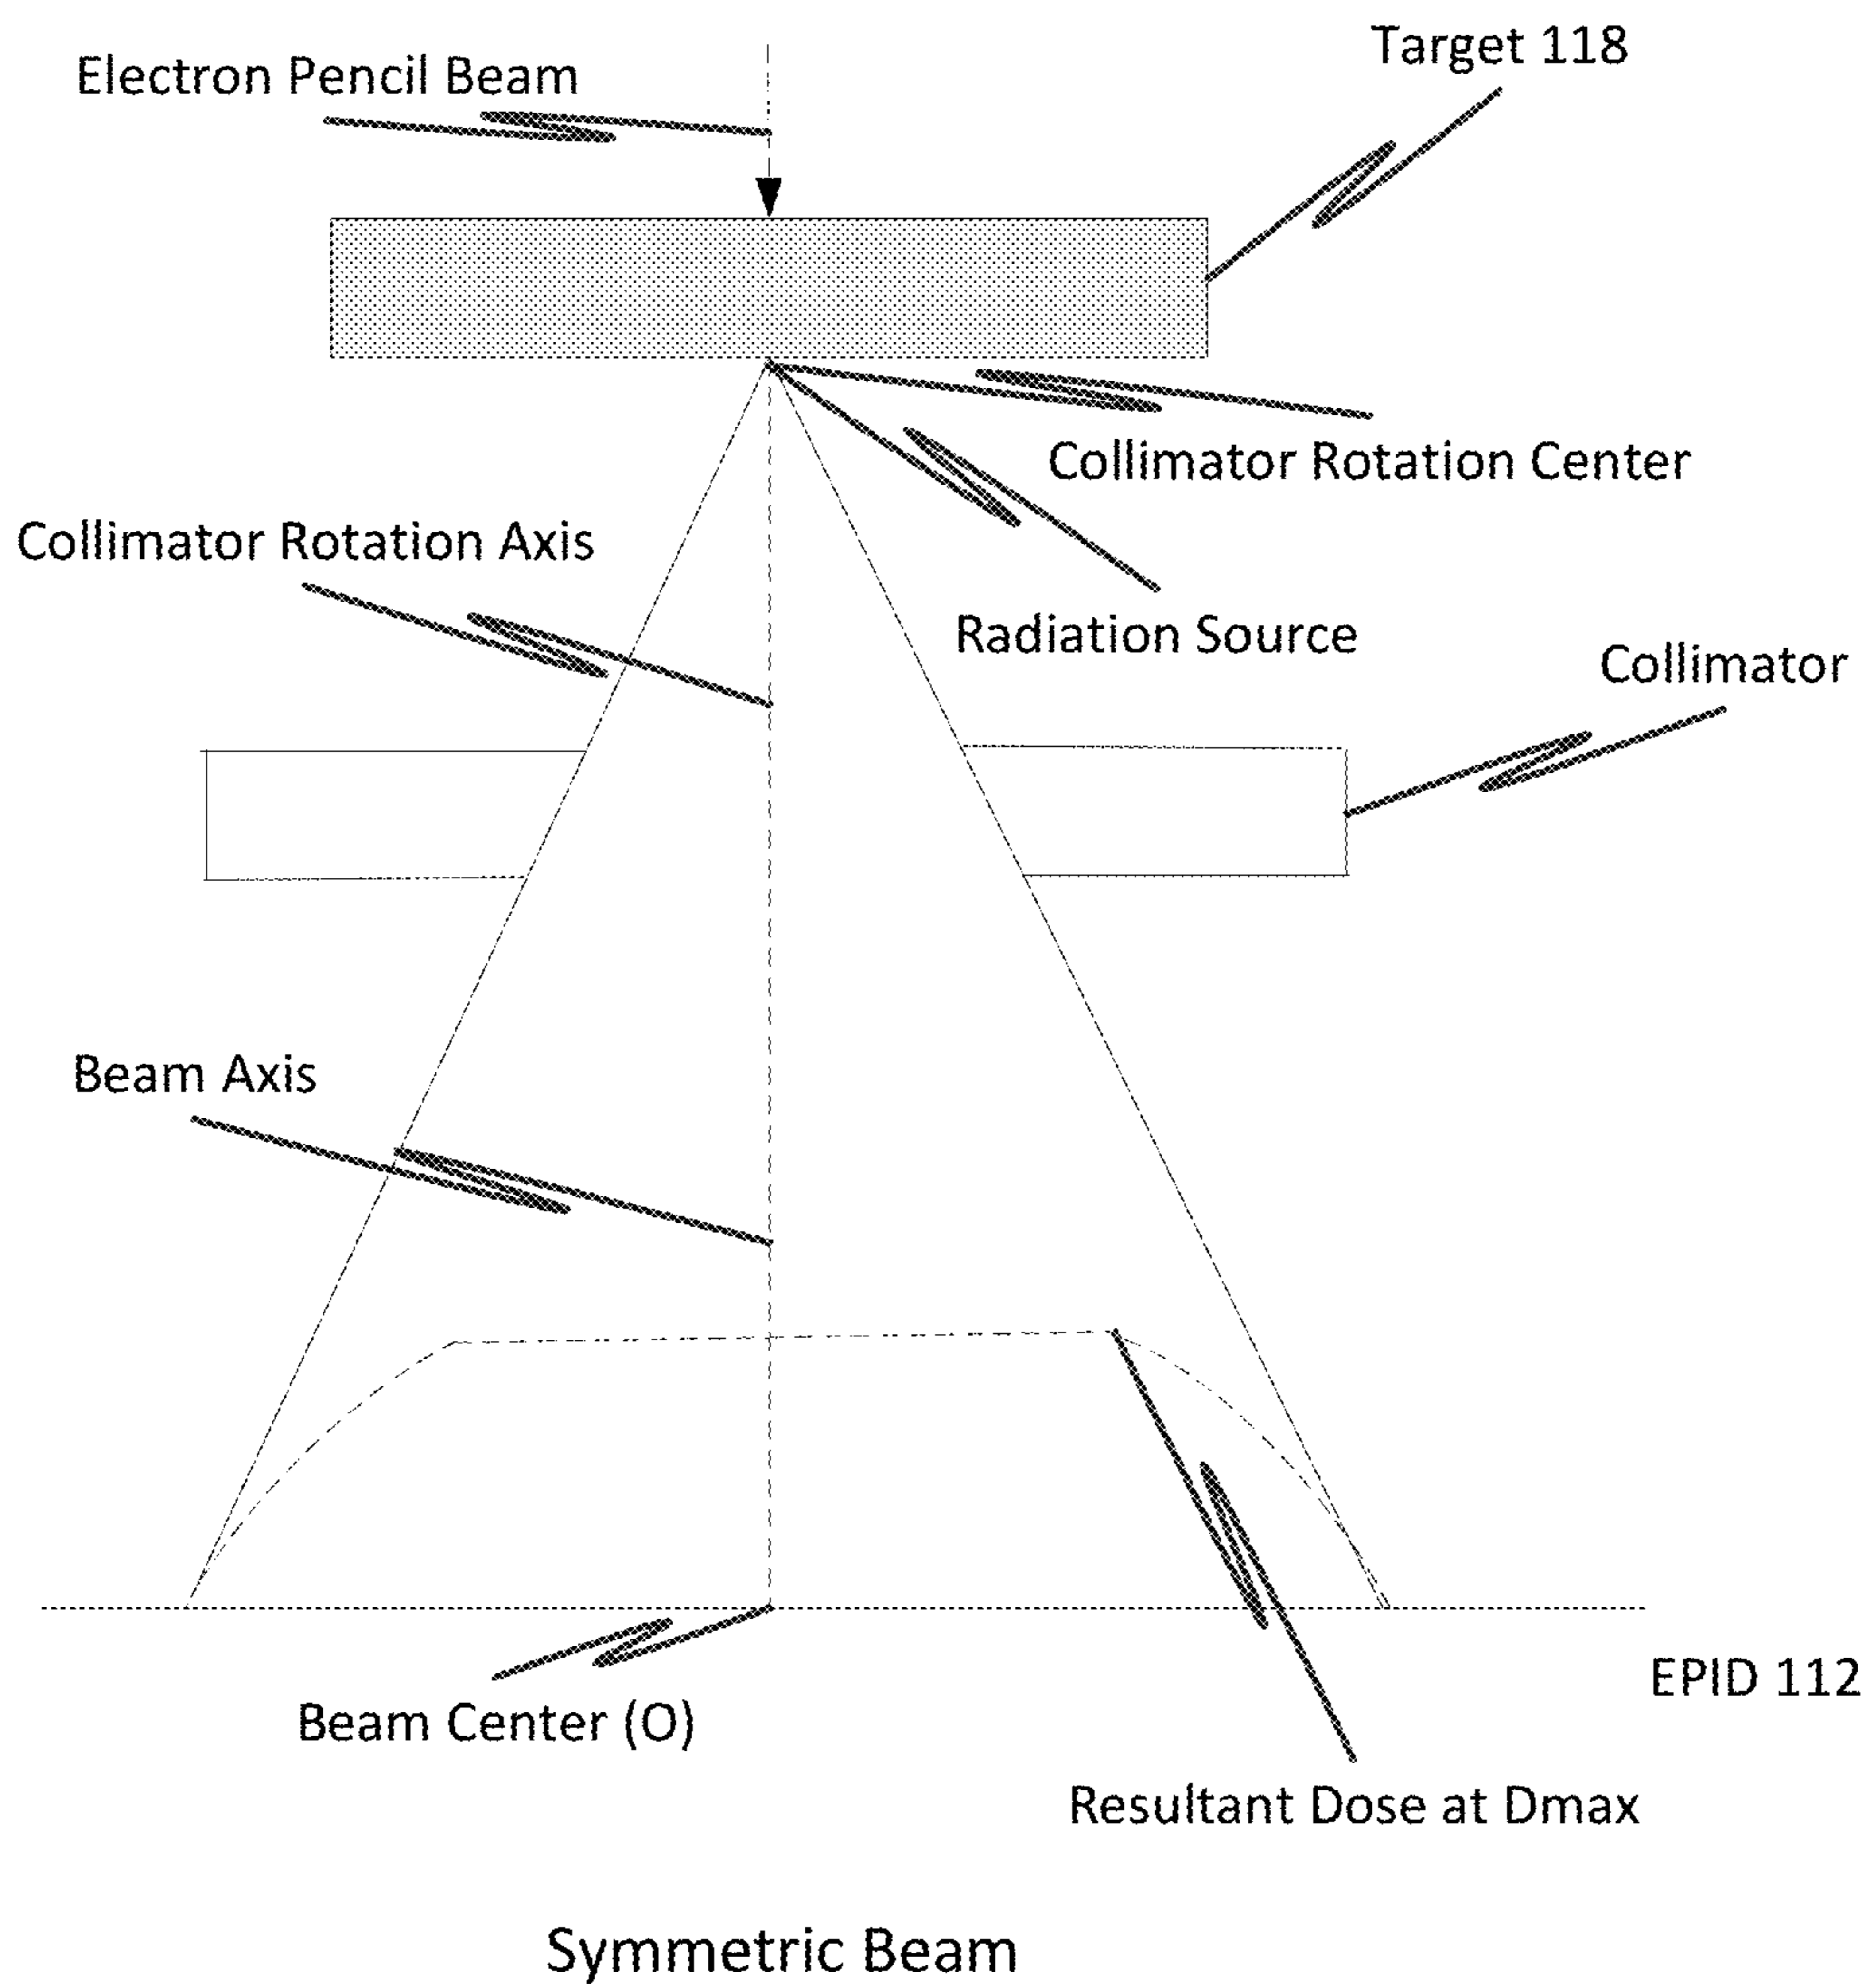 Target 118
Electron Pencil Beam
Collimator Rotation Center
Collimator Rotation Axis
Radiation Source
Collimator
Beam Axis
EPID 112
Beam Center (O)
Resultant Dose at Dmax
Symmetric Beam